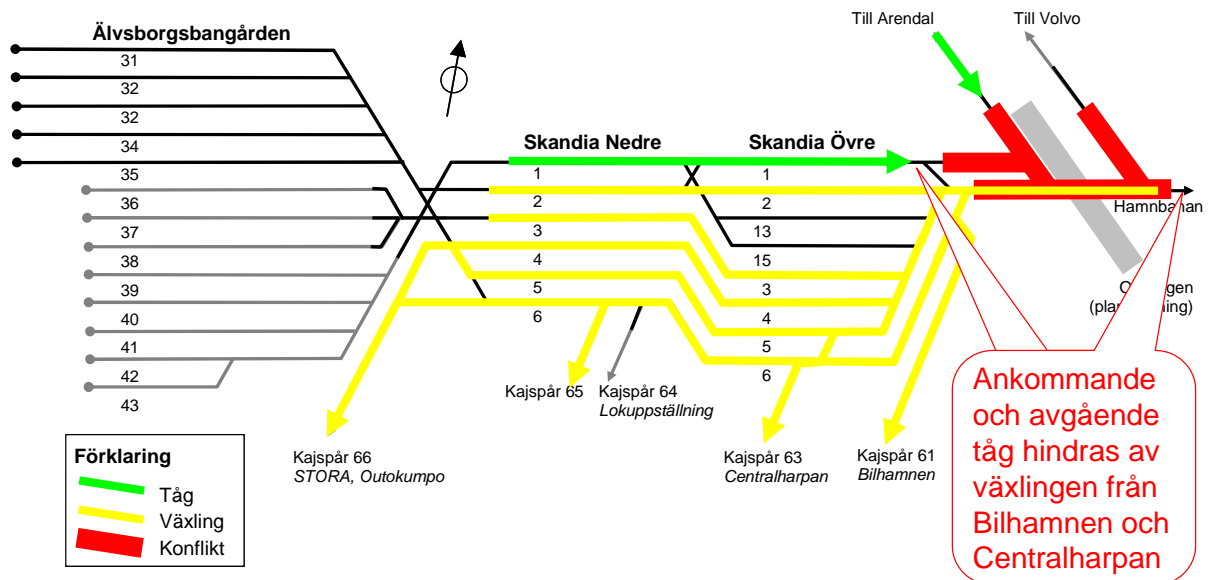 Till Arendal
Till Volvo
Älvsborgsbangården
31
32
32
34
35
36
37
38
39
40
41
42
43
Skandia Nedre
1
2
3
4
5
6
Skandia Övre
1
2
13
15
3
4
5
6
Hamnbanan
(plan
ning)
Kajspår 65
Kajspår 64
Lokuppställning
Kajspår 66
STORA, Outokumpo
Kajspår 63
Centralharpan
Kajspår 61
Bilhamnen
Ankommande
och avgående
tåg hindras av
växlingen från
Bilhamnen och
Centralharpan
Förklaring
Tåg
Växling
Konflikt